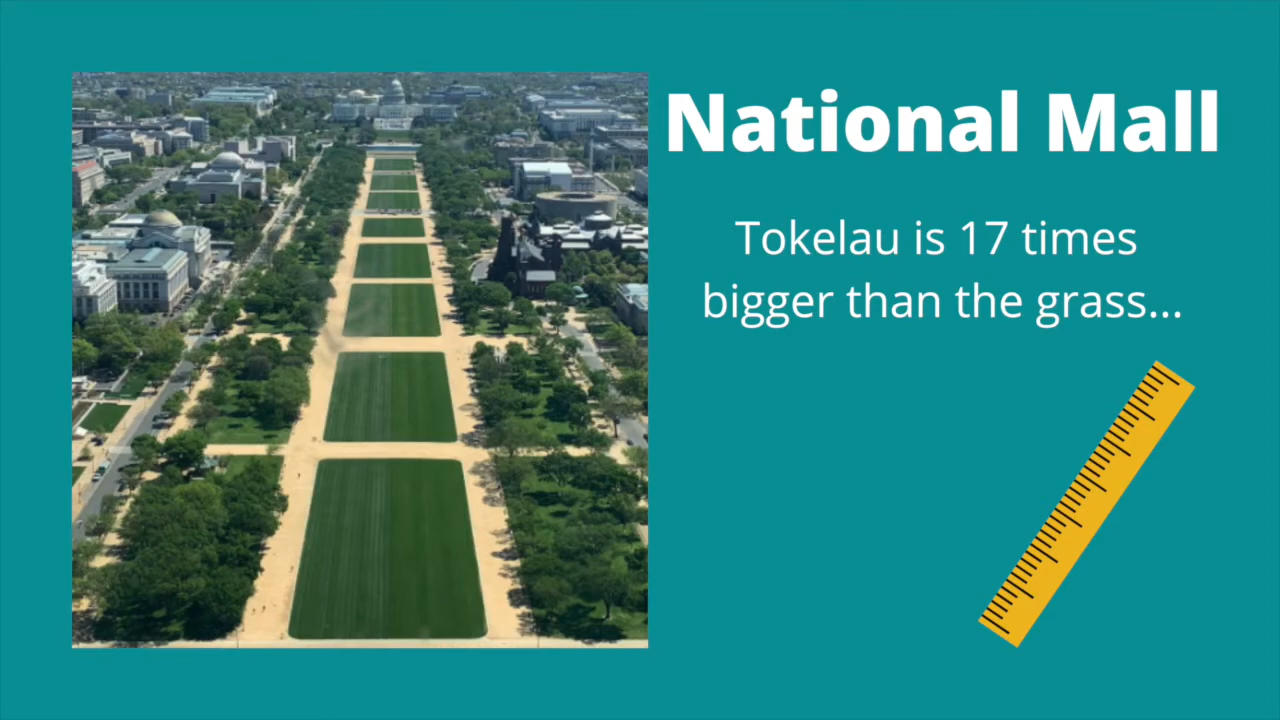 National Mall
Tokelau is 17 times
bigger than the grass...